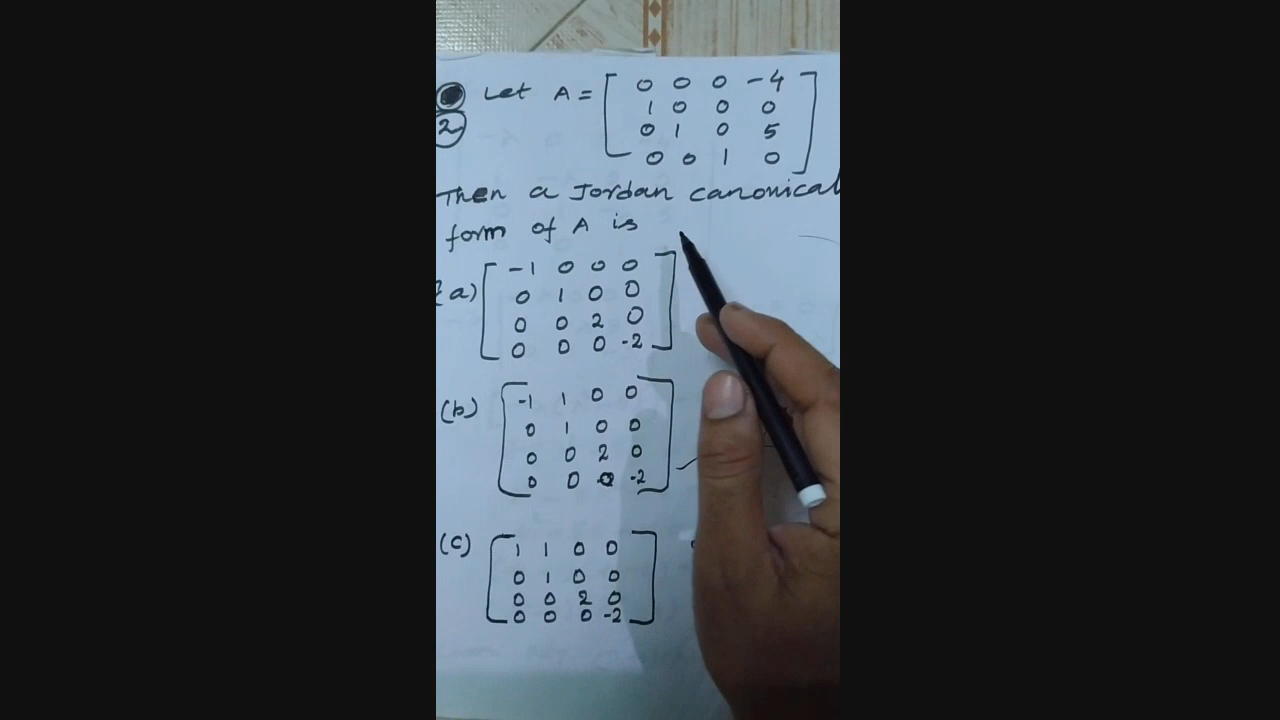 Let A = [ 0 0 0 -4
1 0 0 0
(2) 0 1 0 5
0 0 1 0 ]
Then a Jordan canonical
form of A is
(a) [ -1 0 0 0
0 1 0 0
0 0 2 0
0 0 0 -2 ]
(b) [ -1 1 0 0
0 1 0 0
0 0 2 0
0 0 0 -2 ]
(c) [ 1 1 0 0
0 1 0 0
0 0 2 0
0 0 0 -2 ]